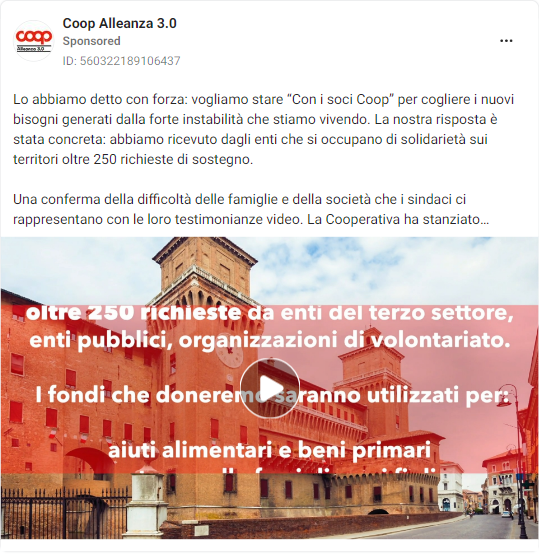 Coop Alleanza 3.0
coop
Alleanza 3.0
Sponsored
ID: 560322189106437
Lo abbiamo detto con forza: vogliamo stare “Con i soci Coop” per cogliere i nuovi
bisogni generati dalla forte instabilità che stiamo vivendo. La nostra risposta è
stata concreta: abbiamo ricevuto dagli enti che si occupano di solidarietà sui
territori oltre 250 richieste di sostegno.
Una conferma della difficoltà delle famiglie e della società che i sindaci ci
rappresentano con le loro testimonianze video. La Cooperativa ha stanziato...
oltre 250 richieste da enti del terzo settore,
enti pubblici, organizzazioni di volontariato.
I fondi che doneremo saranno utilizzati per:
aiuti alimentari e beni primari